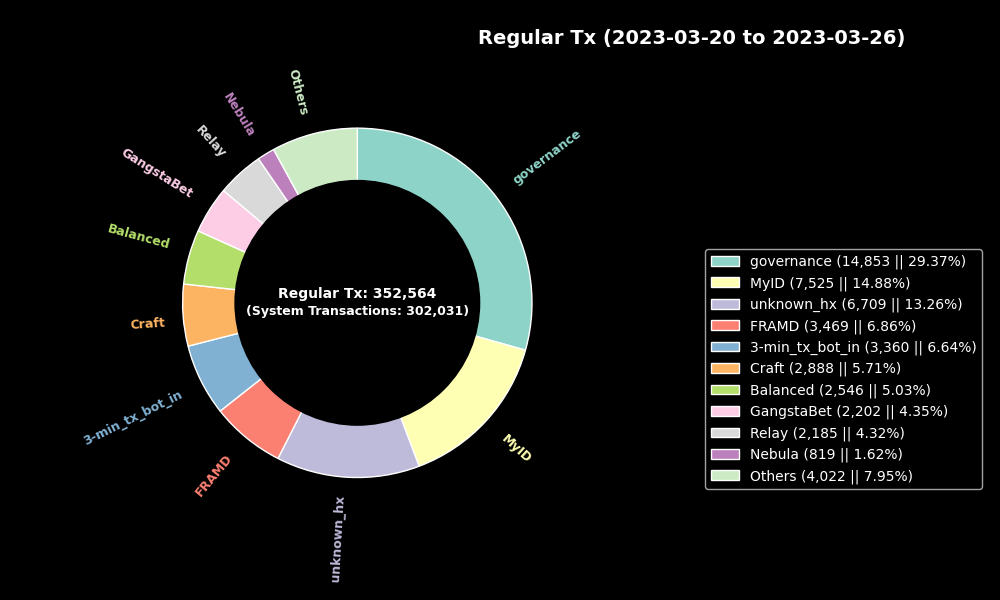 Regular Tx (2023-03-20 to 2023-03-26)
Others
Nebula
Relay
GangstaBet
Balanced
Craft
3-min_tx_bot_in
FRAMD
unknown_hx
MyID
governance
Regular Tx: 352,564
(System Transactions: 302,031)
governance (14,853 || 29.37%)
MyID (7,525 || 14.88%)
unknown_hx (6,709 || 13.26%)
FRAMD (3,469 || 6.86%)
3-min_tx_bot_in (3,360 || 6.64%)
Craft (2,888 || 5.71%)
Balanced (2,546 || 5.03%)
GangstaBet (2,202 || 4.35%)
Relay (2,185 || 4.32%)
Nebula (819 || 1.62%)
Others (4,022 || 7.95%)